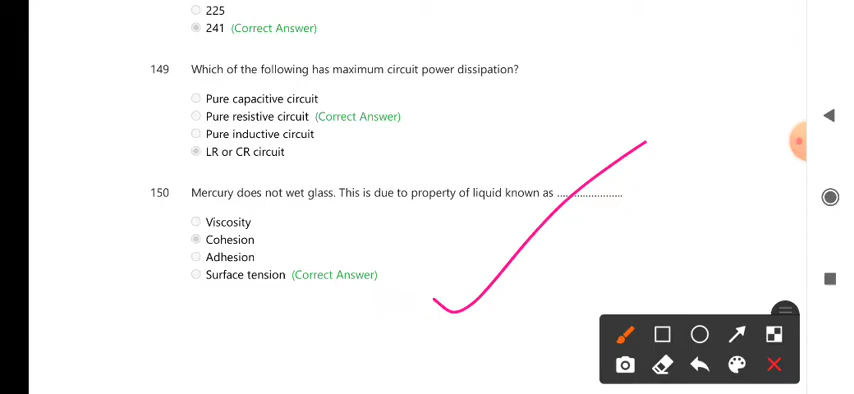 225
241 (Correct Answer)
149 Which of the following has maximum circuit power dissipation?
Pure capacitive circuit
Pure resistive circuit (Correct Answer)
Pure inductive circuit
LR or CR circuit
150 Mercury does not wet glass. This is due to property of liquid known as .....................
Viscosity
Cohesion
Adhesion
Surface tension (Correct Answer)